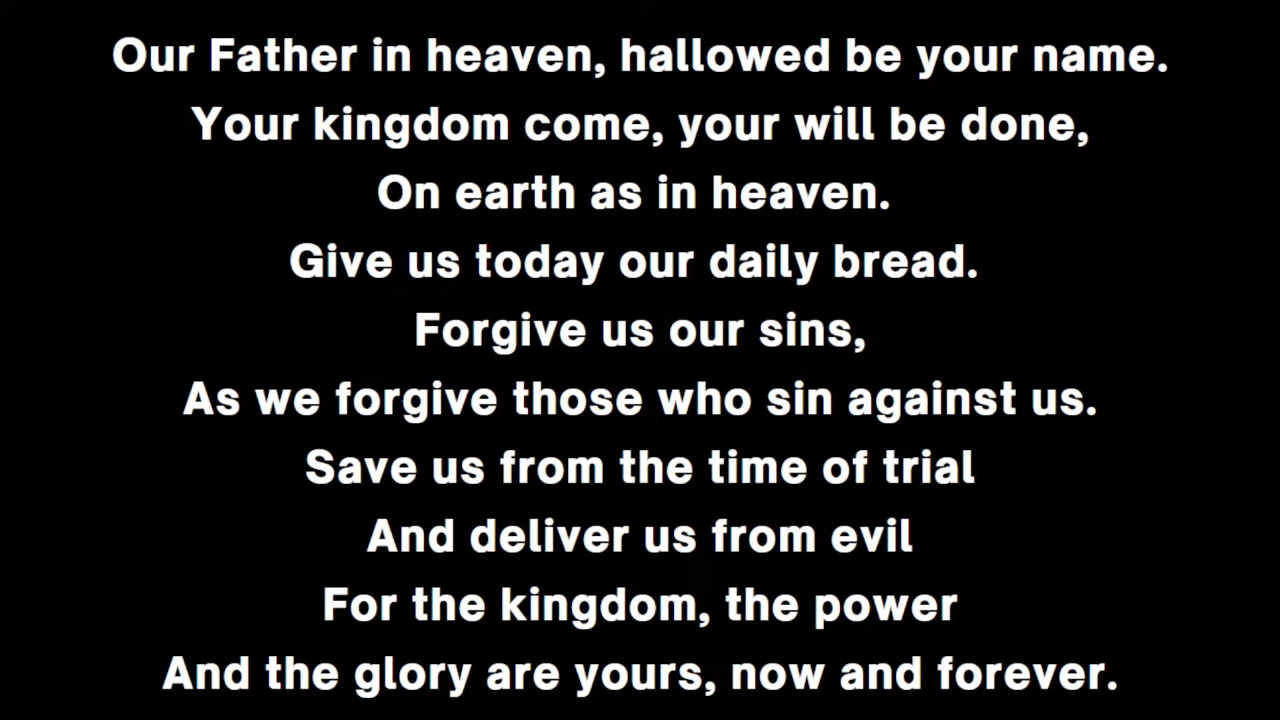 Our Father in heaven, hallowed be your name.
Your kingdom come, your will be done,
On earth as in heaven.
Give us today our daily bread.
Forgive us our sins,
As we forgive those who sin against us.
Save us from the time of trial
And deliver us from evil
For the kingdom, the power
And the glory are yours, now and forever.